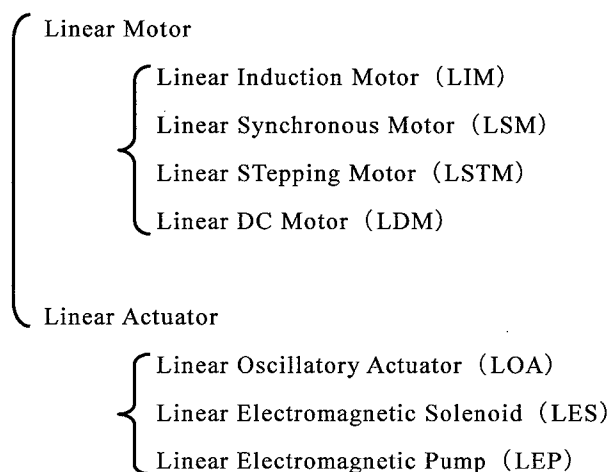 Linear Motor
Linear Induction Motor（LIM）
Linear Synchronous Motor（LSM）
Linear STepping Motor（LSTM）
Linear DC Motor（LDM）
Linear Actuator
Linear Oscillatory Actuator（LOA）
Linear Electromagnetic Solenoid（LES）
Linear Electromagnetic Pump（LEP）